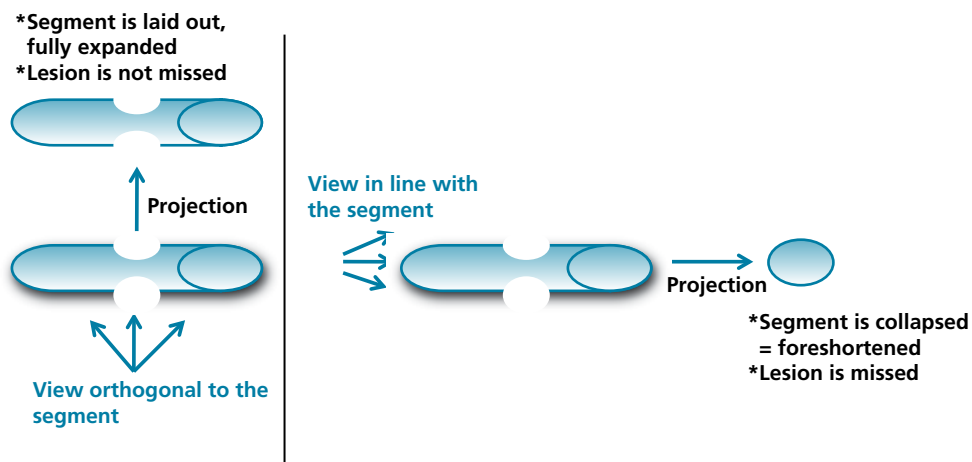 *Segment is laid out,
fully expanded
*Lesion is not missed
Projection
View orthogonal to the
segment
View in line with
the segment
Projection
*Segment is collapsed
= foreshortened
*Lesion is missed